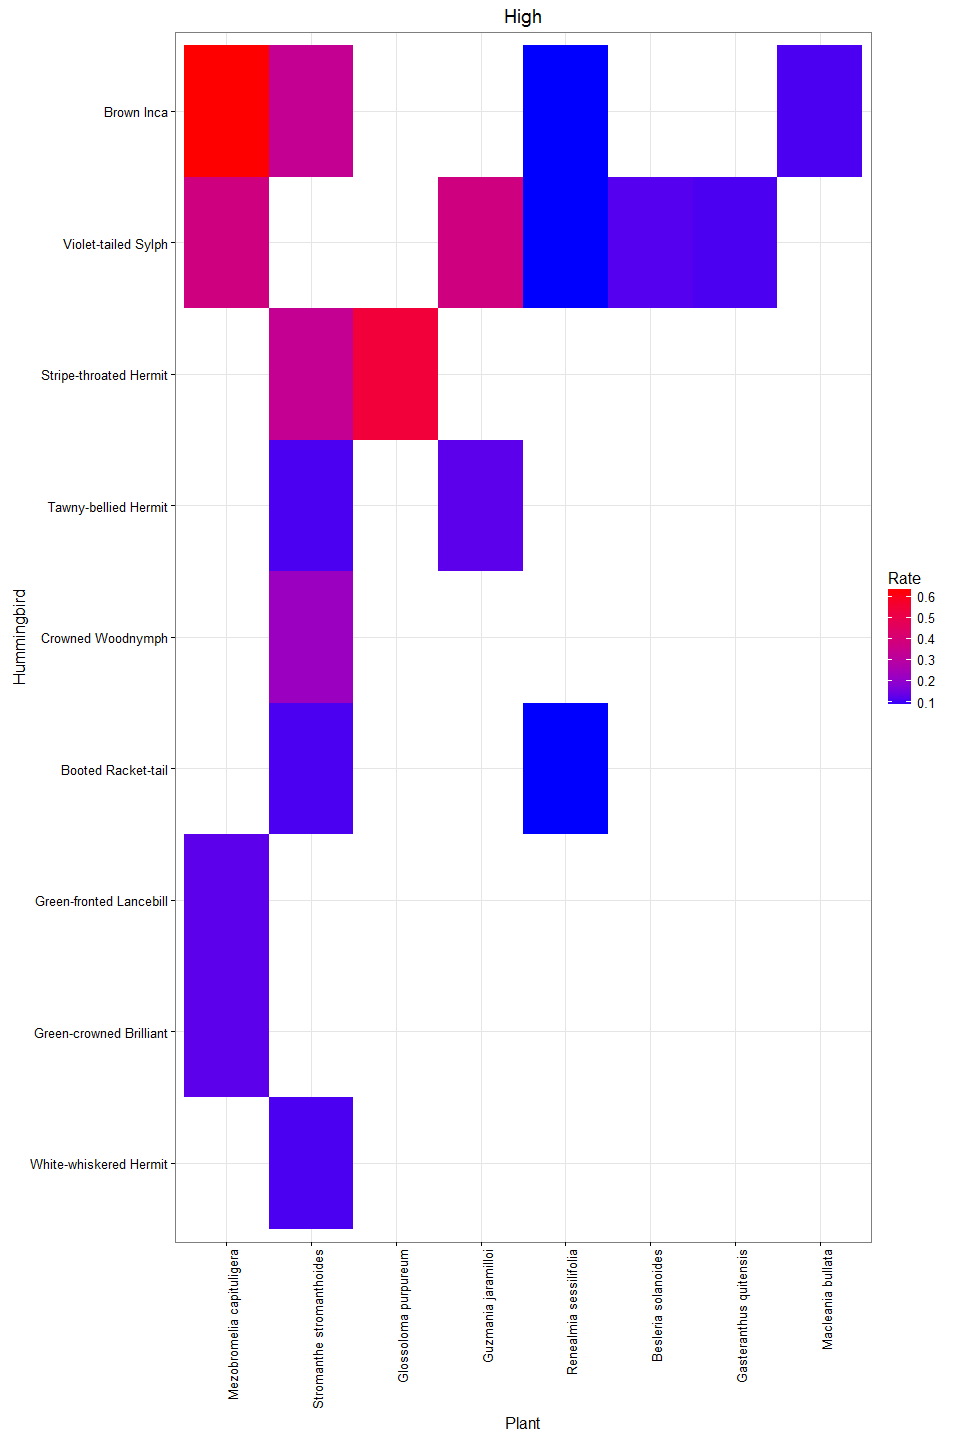 High
Brown Inca
Violet-tailed Sylph
Stripe-throated Hermit
Tawny-bellied Hermit
Crowned Woodnymph
Booted Racket-tail
Green-fronted Lancebill
Green-crowned Brilliant
White-whiskered Hermit
Hummingbird
Mezobromelia capituligera
Stromanthe stromanthoides
Glossoloma purpureum
Guzmania jaramilloi
Renealmia sessilifolia
Besleria solanoides
Gasteranthus quitensis
Macleania bullata
Plant
Rate
0.6
0.5
0.4
0.3
0.2
0.1